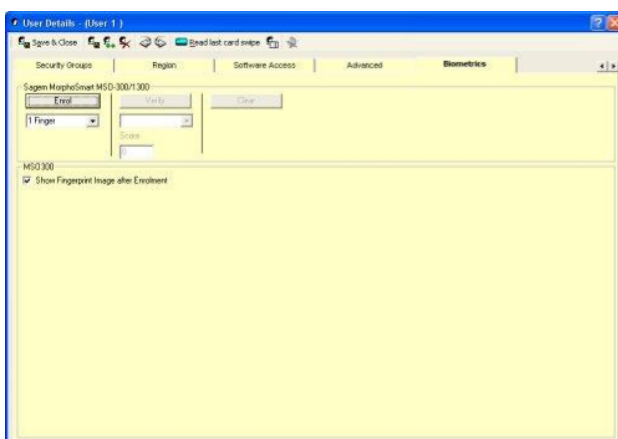 User Details - (User 1 )
Save & Close Read last card swipe
Security Groups Region Software Access Advanced Biometrics
Sagem MorphoSmart MSO-300/1300
Enrol Verify Clear
1 Finger
Score
0
MSO300
Show Fingerprint Image after Enrolment